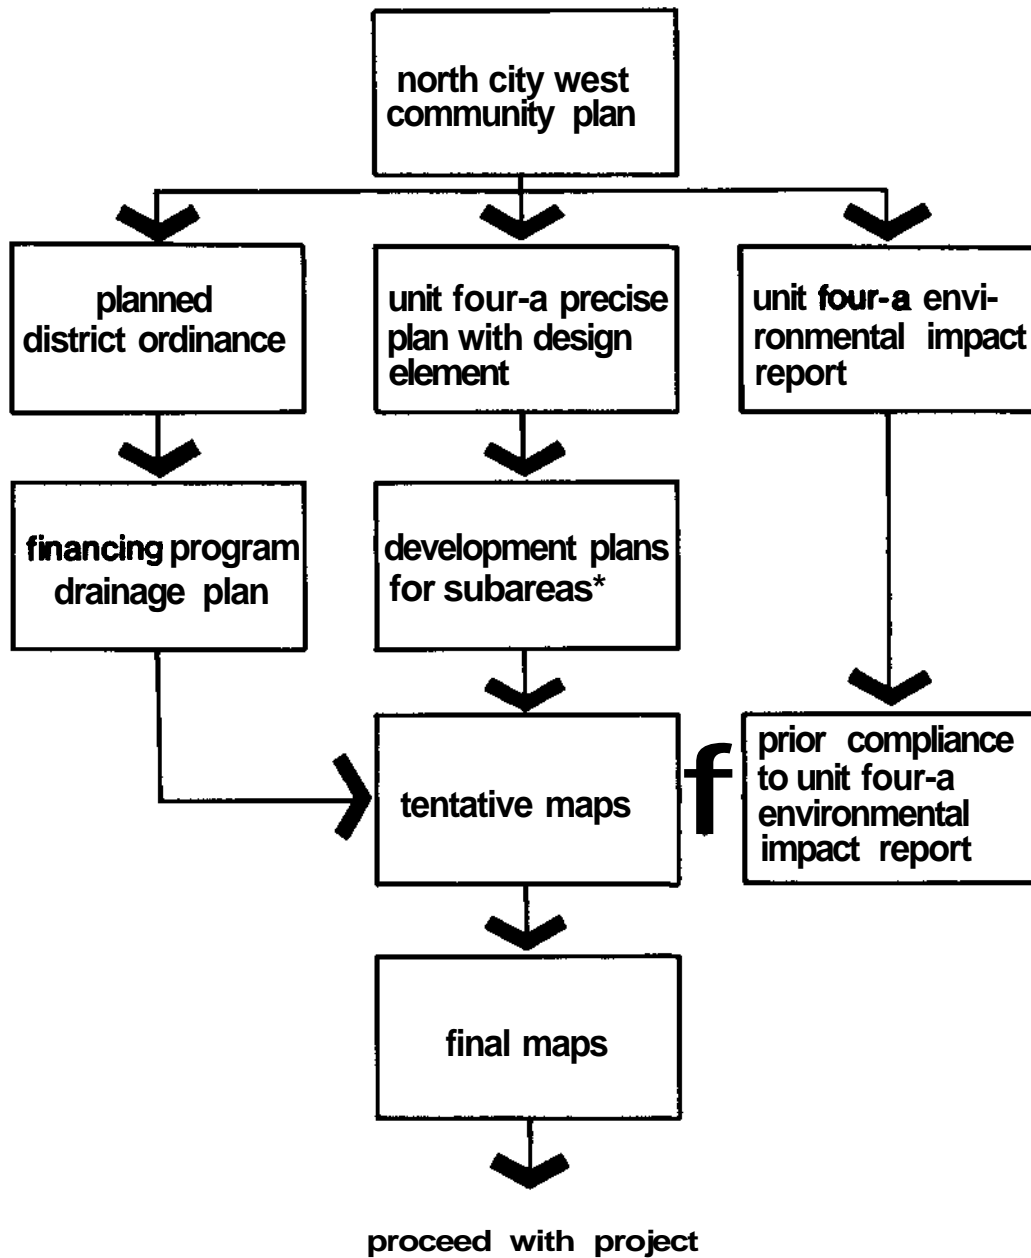 north city west
community plan
planned
district ordinance
unit four-a precise
plan with design
element
unit four-a envi-
ronmental impact
report
financing program
drainage plan
development plans
for subareas*
tentative maps
f
prior compliance
to unit four-a
environmental
impact report
final maps
proceed with project